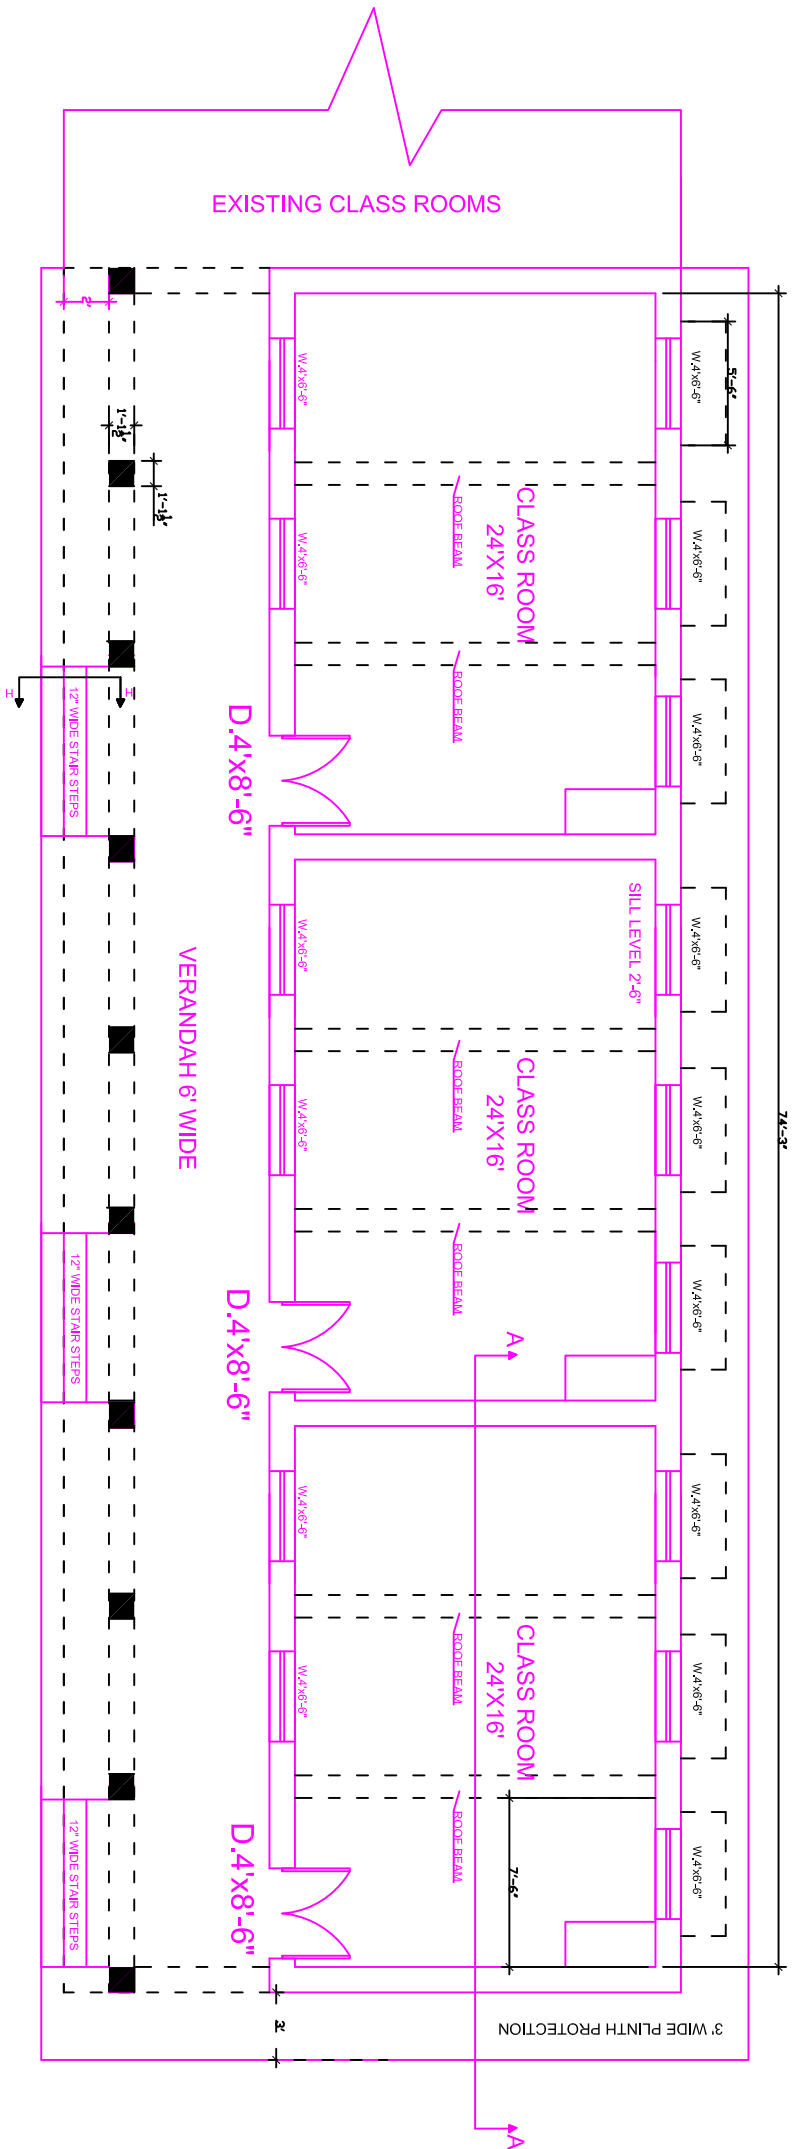 EXISTING CLASS ROOMS
2'
W.4'x6'-6"
W.4'x6'-6"
5'-6"
1'-1½"
1'-1½"
ROOF BEAM
CLASS ROOM
24'X16'
W.4'x6'-6"
W.4'x6'-6"
ROOF BEAM
W.4'x6'-6"
H
H
12" WIDE STAIR STEPS
D.4'x8'-6"
SILL LEVEL 2'-6"
W.4'x6'-6"
W.4'x6'-6"
VERANDAH 6' WIDE
ROOF BEAM
CLASS ROOM
24'X16'
W.4'x6'-6"
W.4'x6'-6"
74'-3"
ROOF BEAM
W.4'x6'-6"
12" WIDE STAIR STEPS
D.4'x8'-6"
A
W.4'x6'-6"
W.4'x6'-6"
ROOF BEAM
CLASS ROOM
24'X16'
W.4'x6'-6"
W.4'x6'-6"
ROOF BEAM
W.4'x6'-6"
7'-6"
12" WIDE STAIR STEPS
D.4'x8'-6"
3'
3' WIDE PLINTH PROTECTION
A